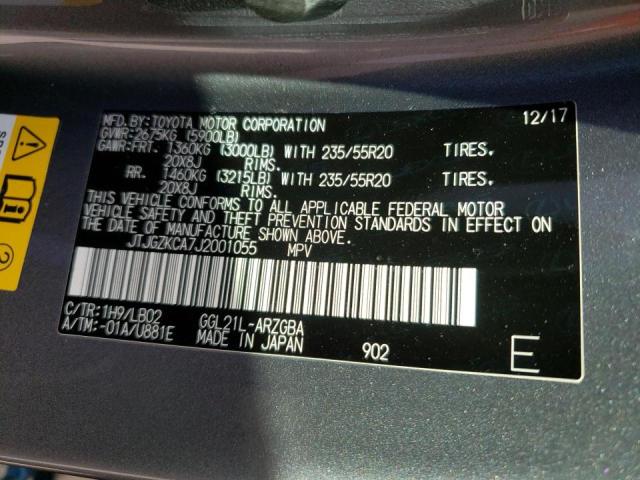 MFD.BY:TOYOTA MOTOR CORPORATION 12/17
GVWR:2675KG (5900LB)
GAWR:FRT. 1360KG (3000LB) WITH 235/55R20 TIRES.
20X8J RIMS.
RR. 1460KG (3215LB) WITH 235/55R20 TIRES.
20X8J RIMS.
THIS VEHICLE CONFORMS TO ALL APPLICABLE FEDERAL MOTOR
VEHICLE SAFETY AND THEFT PREVENTION STANDARDS IN EFFECT ON
THE DATE OF MANUFACTURE SHOWN ABOVE.
JTJGZKCA7J2001055 MPV
C/TR:1H9/LB02 GGL21L-ARZGBA
A/TM:-01A/U881E MADE IN JAPAN 902 E
2